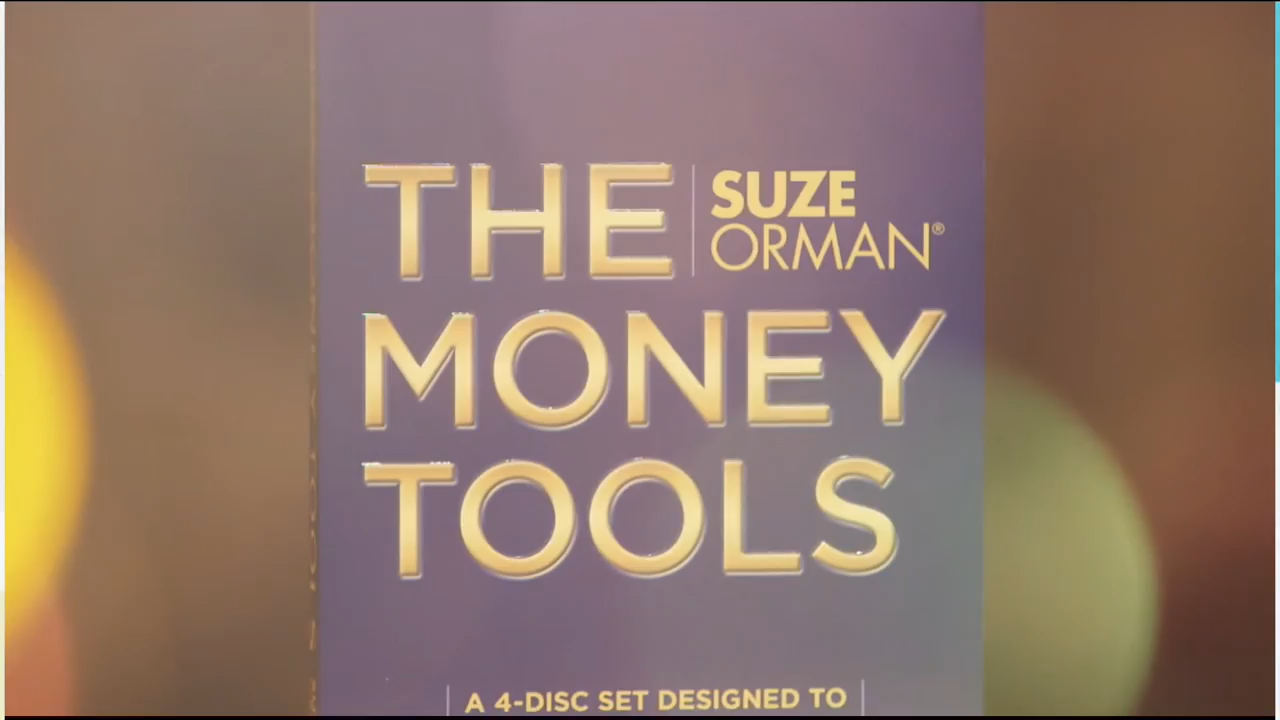 THE
SUZE
ORMAN®
MONEY
TOOLS
A 4-DISC SET DESIGNED TO